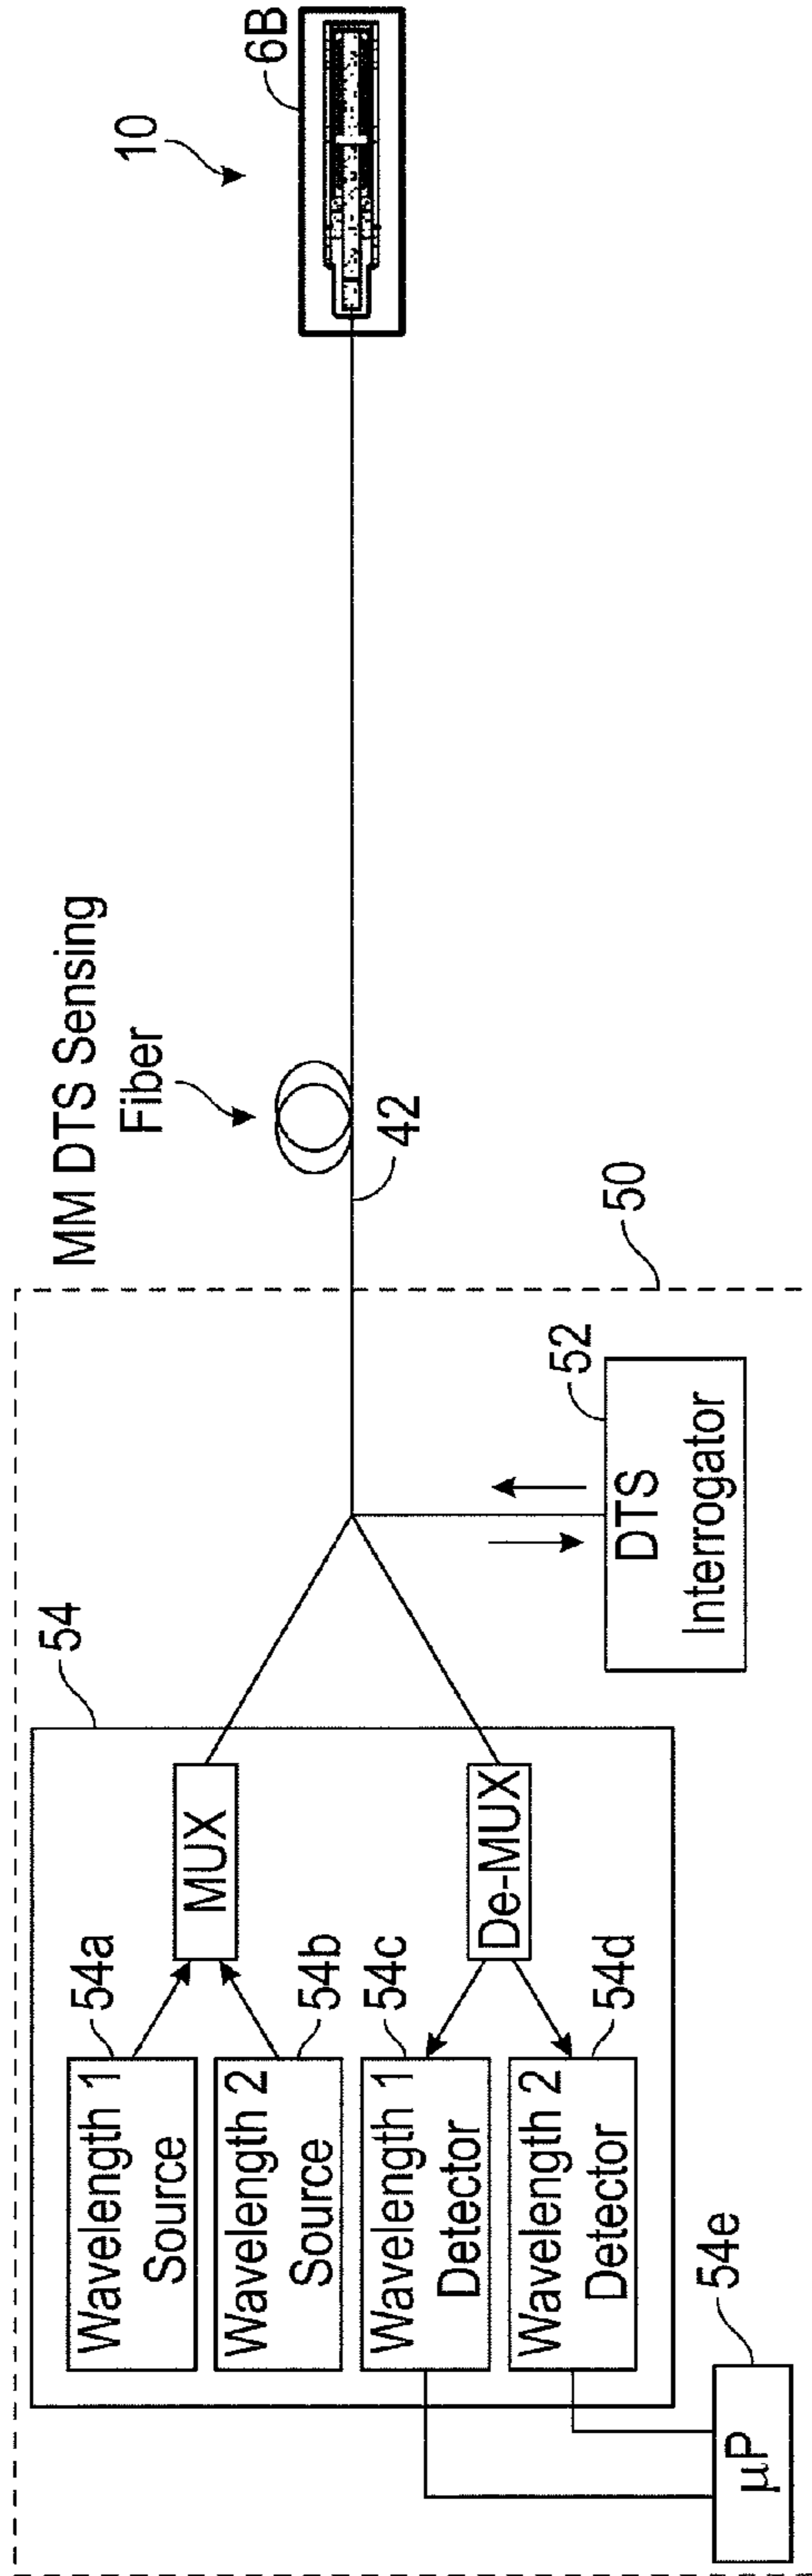 54
Wavelength 1
Source
54a
Wavelength 2
Source
54b
MUX
Wavelength 1
Detector
54c
Wavelength 2
Detector
54d
De-MUX
µP
54e
DTS
Interrogator
52
50
MM DTS Sensing
Fiber
42
10
6B